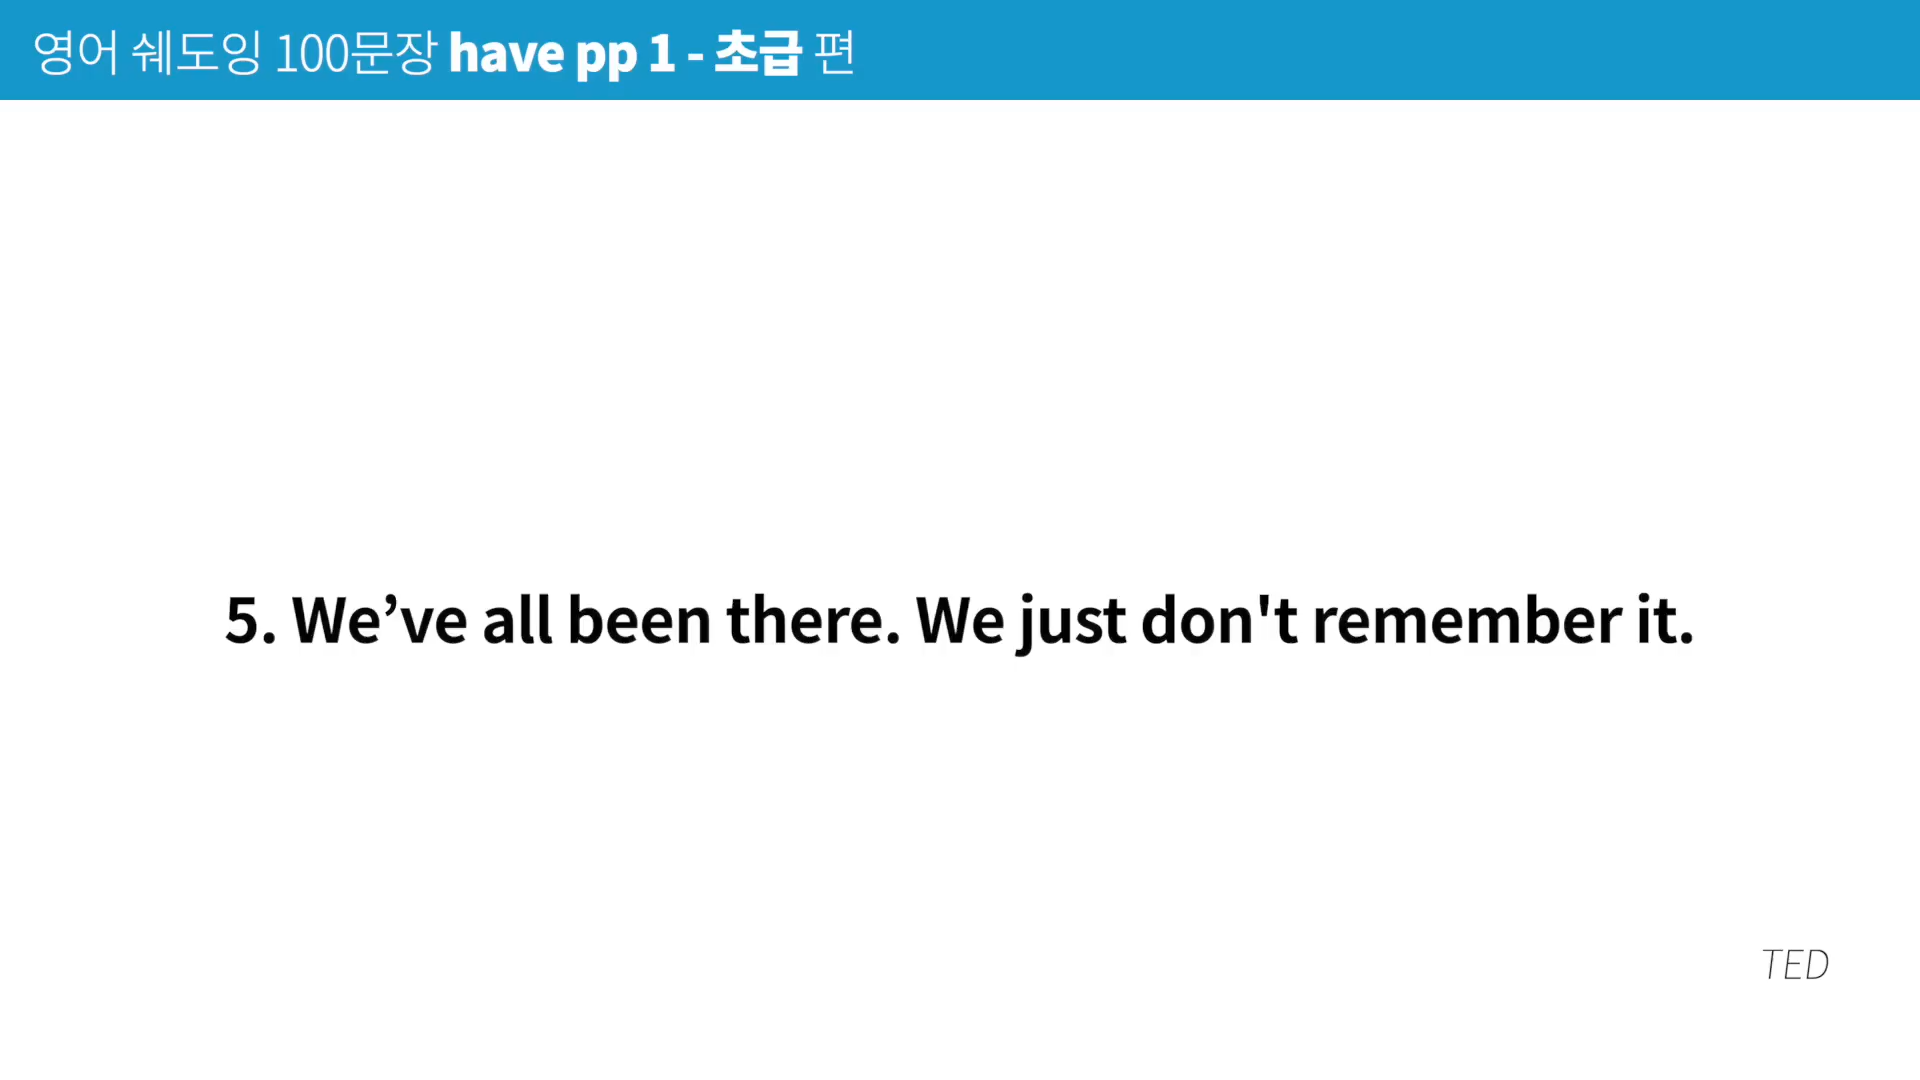 영어 쉐도잉 100문장 have pp 1 - 초급 편
5. We’ve all been there. We just don't remember it.
TED